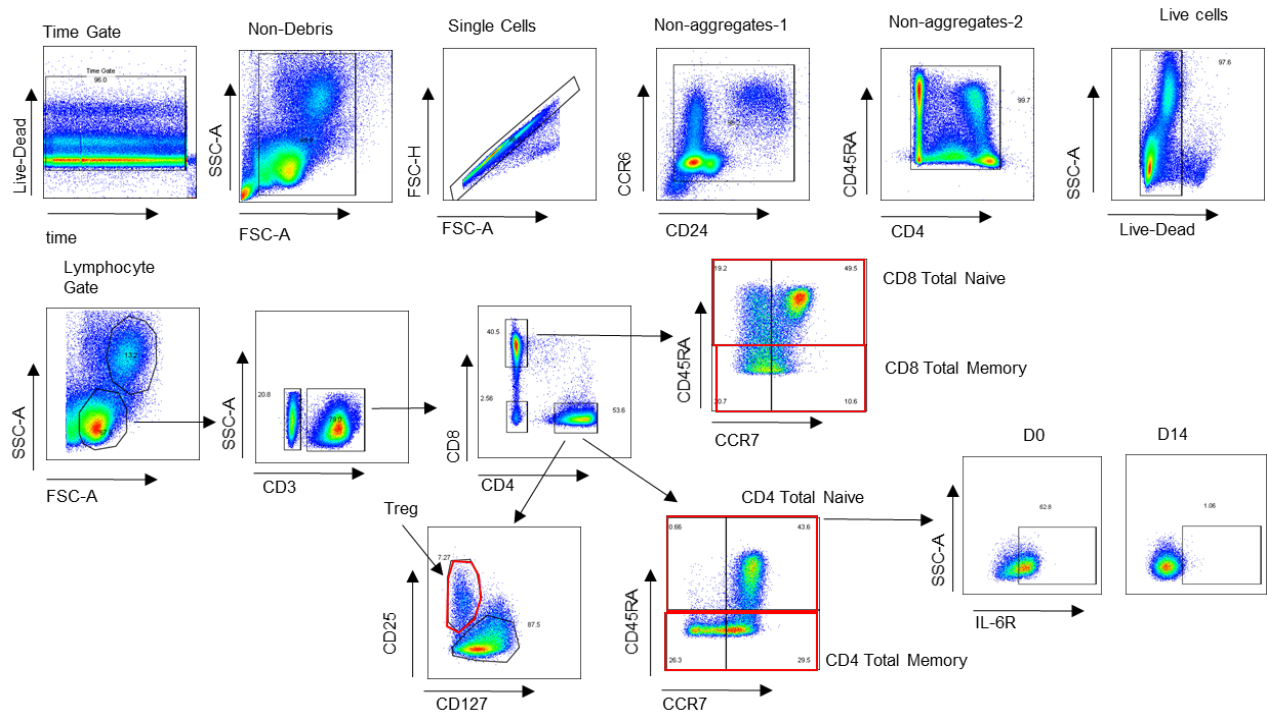 Time Gate
Non-Debris
Single Cells
Non-aggregates-1
Non-aggregates-2
Live cells
Time Gate
96.0
97.6
99.7
Live-Dead
SSC-A
FSC-H
CCR6
CD45RA
SSC-A
time
FSC-A
FSC-A
CD24
CD4
Live-Dead
Lymphocyte
Gate
13.2
SSC-A
FSC-A
20.8
SSC-A
CD3
40.5
2.56
53.6
CD8
CD4
19.2
49.5
CD8 Total Naive
CD45RA
CD8 Total Memory
10.6
CCR7
D0
D14
Treg
7.27
87.5
CD25
CD127
CD4 Total Naive
0.66
43.6
CD45RA
26.3
29.5
CD4 Total Memory
CCR7
62.8
1.06
SSC-A
IL-6R